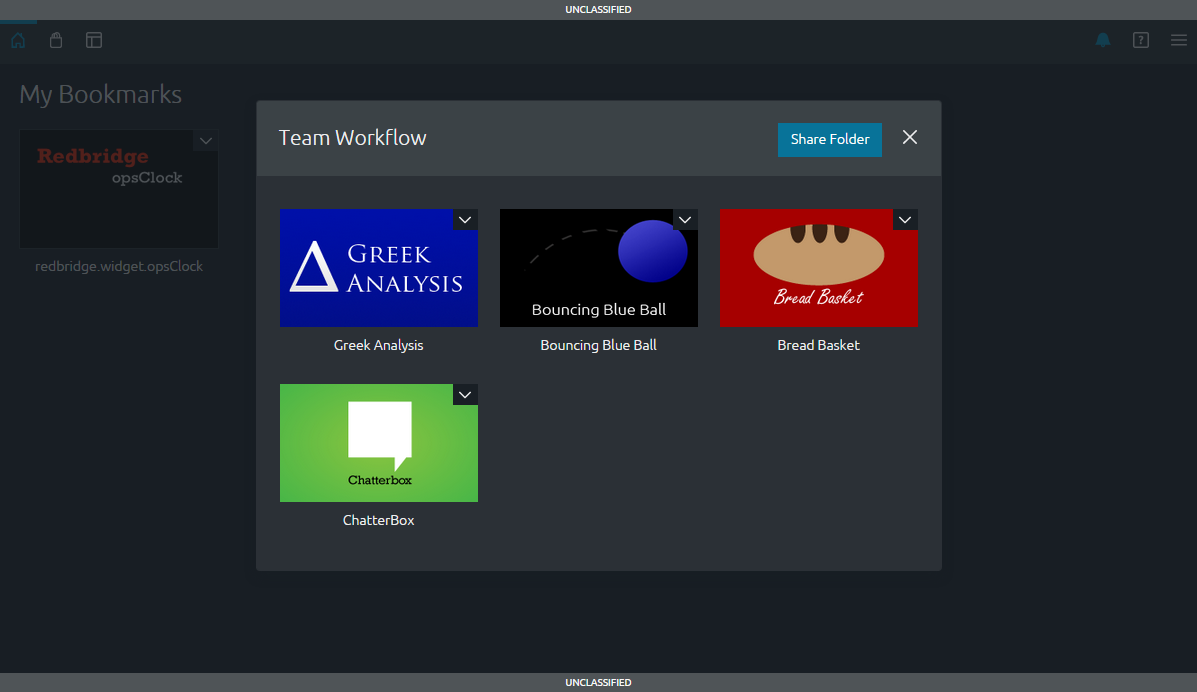 UNCLASSIFIED
My Bookmarks
Redbridge
opsClock
redbridge.widget.opsClock
Team Workflow
Share Folder
GREEK
ANALYSIS
Greek Analysis
Bouncing Blue Ball
Bouncing Blue Ball
Bread Basket
Bread Basket
Chatterbox
ChatterBox
UNCLASSIFIED